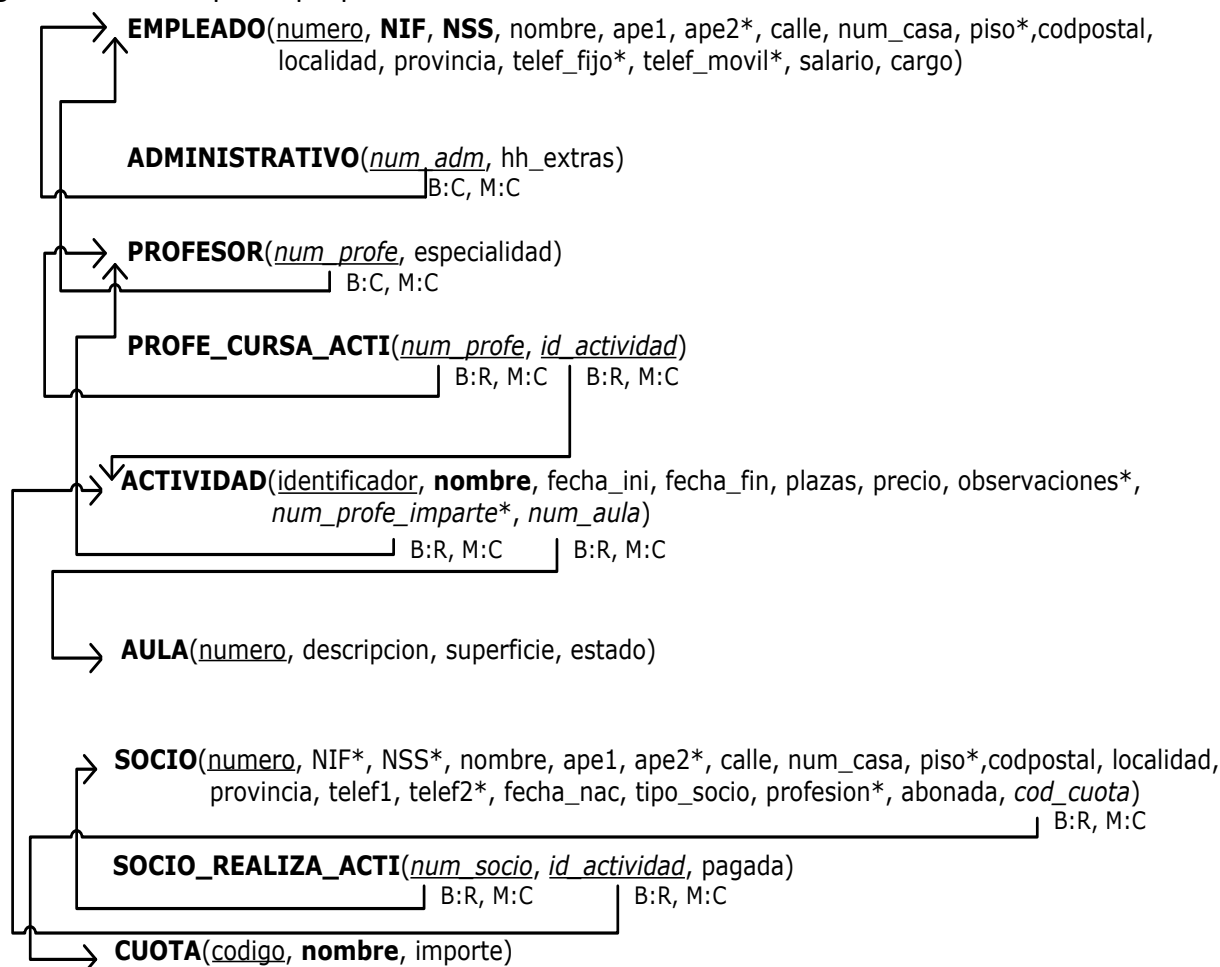 EMPLEADO(numero, NIF, NSS, nombre, ape1, ape2*, calle, num_casa, piso*,codpostal,
localidad, provincia, telef_fijo*, telef_movil*, salario, cargo)
ADMINISTRATIVO(num_adm, hh_extras)
B:C, M:C
PROFESOR(num_profe, especialidad)
B:C, M:C
PROFE_CURSA_ACTI(num_profe, id_actividad)
B:R, M:C B:R, M:C
ACTIVIDAD(identificador, nombre, fecha_ini, fecha_fin, plazas, precio, observaciones*,
num_profe_imparte*, num_aula)
B:R, M:C B:R, M:C
AULA(numero, descripcion, superficie, estado)
SOCIO(numero, NIF*, NSS*, nombre, ape1, ape2*, calle, num_casa, piso*,codpostal, localidad,
provincia, telef1, telef2*, fecha_nac, tipo_socio, profesion*, abonada, cod_cuota)
B:R, M:C
SOCIO_REALIZA_ACTI(num_socio, id_actividad, pagada)
B:R, M:C B:R, M:C
CUOTA(codigo, nombre, importe)